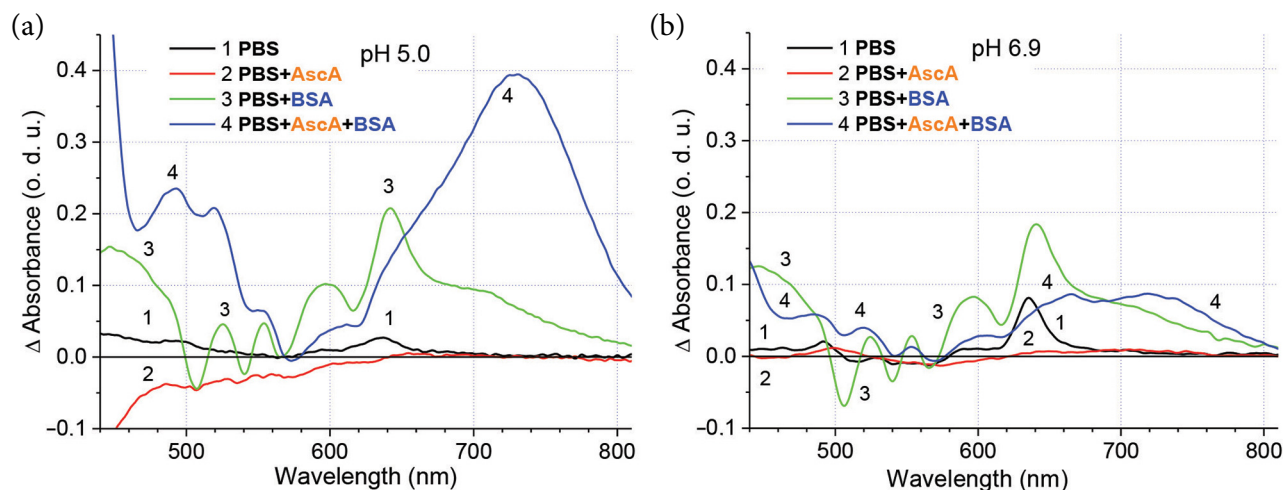 (a)
1 PBS
2 PBS+AscA
3 PBS+BSA
4 PBS+AscA+BSA
pH 5.0
0.4
0.3
0.2
0.1
0.0
−0.1
Δ Absorbance (o. d. u.)
4
4
3
3
3
1
1
2
500
600
700
800
Wavelength (nm)
(b)
1 PBS
2 PBS+AscA
3 PBS+BSA
4 PBS+AscA+BSA
pH 6.9
0.4
0.3
0.2
0.1
0.0
−0.1
Δ Absorbance (o. d. u.)
3
3
4
4
4
3
4
1
1
2
2
3
500
600
700
800
Wavelength (nm)